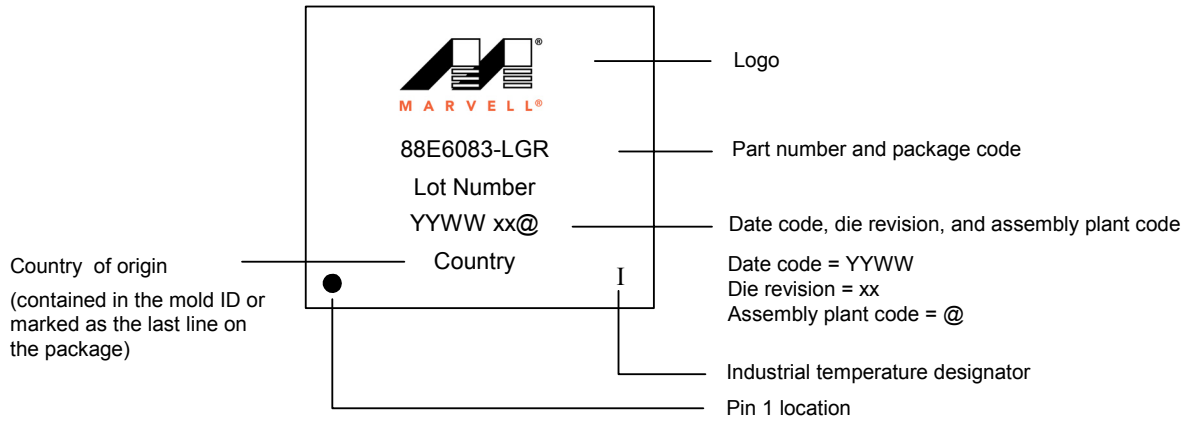 ®
MARVELL®
88E6083-LGR
Lot Number
YYWW xx@
Country
I
Logo
Part number and package code
Date code, die revision, and assembly plant code
Date code = YYWW
Die revision = xx
Assembly plant code = @
Industrial temperature designator
Pin 1 location
Country of origin
(contained in the mold ID or
marked as the last line on
the package)